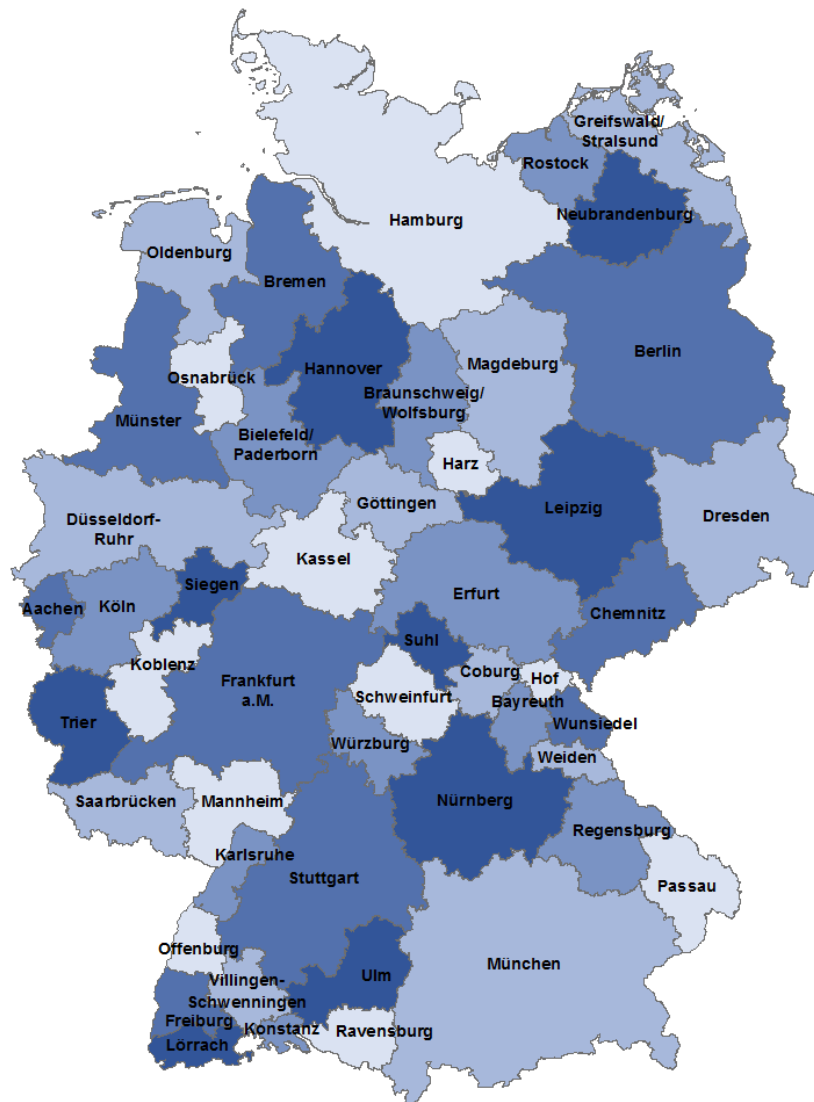 Greifswald/
Stralsund
Rostock
Neubrandenburg
Hamburg
Oldenburg
Bremen
Berlin
Magdeburg
Hannover
Osnabrück
Braunschweig/
Wolfsburg
Münster
Bielefeld/
Paderborn
Harz
Göttingen
Leipzig
Dresden
Düsseldorf-
Ruhr
Kassel
Siegen
Erfurt
Aachen
Köln
Chemnitz
Suhl
Koblenz
Coburg
Hof
Frankfurt
a.M.
Schweinfurt
Bayreuth
Trier
Wunsiedel
Würzburg
Weiden
Saarbrücken
Mannheim
Nürnberg
Regensburg
Karlsruhe
Stuttgart
Passau
Offenburg
München
Ulm
Villingen-
Schwenningen
Freiburg
Konstanz
Ravensburg
Lörrach